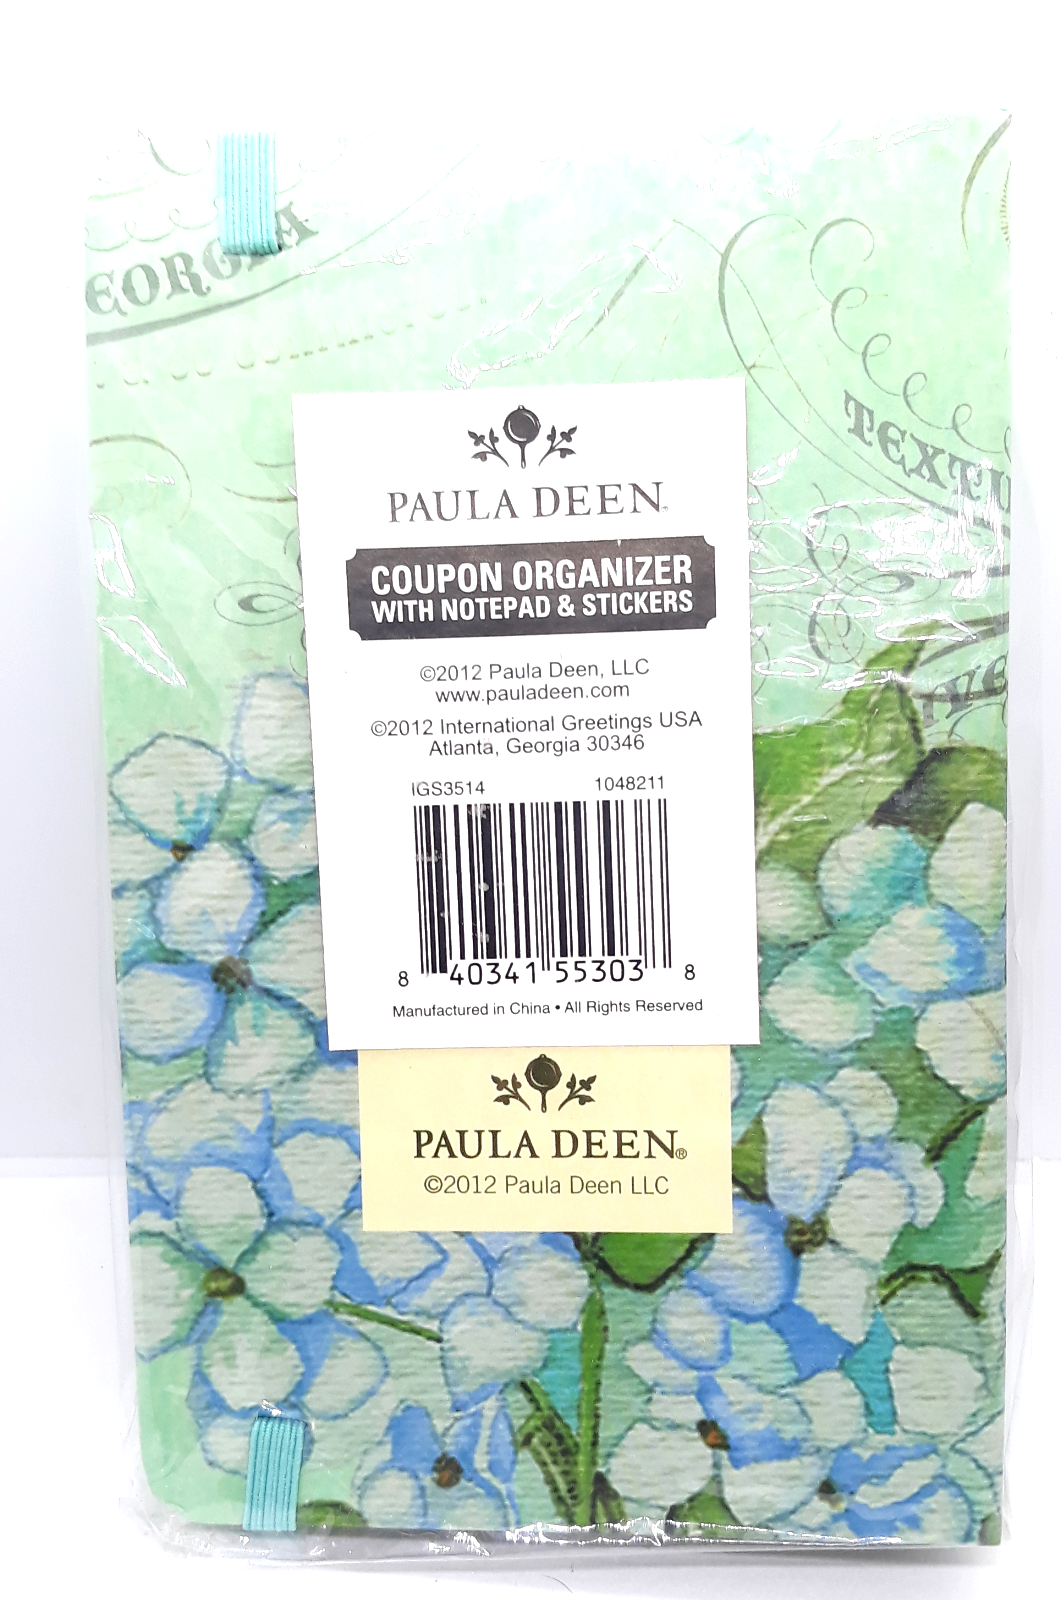 EORGIA
TEXTU
PAULA DEEN
COUPON ORGANIZER
WITH NOTEPAD & STICKERS
©2012 Paula Deen, LLC
www.pauladeen.com
©2012 International Greetings USA
Atlanta, Georgia 30346
IGS3514 1048211
8 40341 55303 8
Manufactured in China • All Rights Reserved
PAULA DEEN®
©2012 Paula Deen LLC